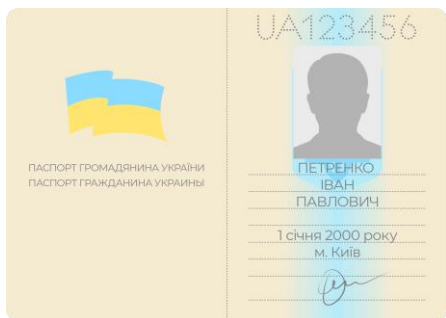 ПАСПОРТ ГРОМАДЯНИНА УКРАЇНИ
ПАСПОРТ ГРАЖДАНИНА УКРАИНЫ
UA123456
ПЕТРЕНКО
ІВАН
ПАВЛОВИЧ
1 січня 2000 року
м. Київ